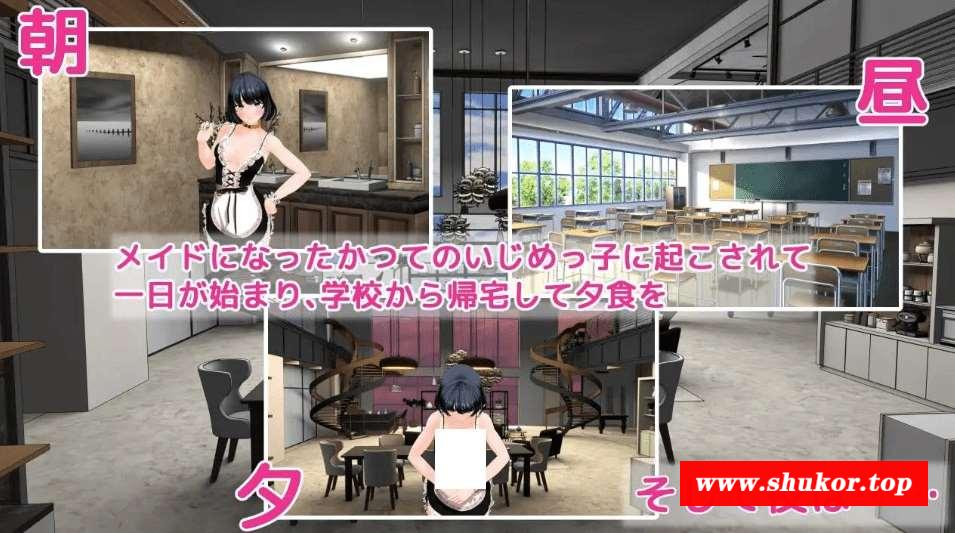 朝
昼
メイドになったかつてのいじめっ子に起こされて
一日が始まり、学校から帰宅して夕食を
夕
www.shukor.top